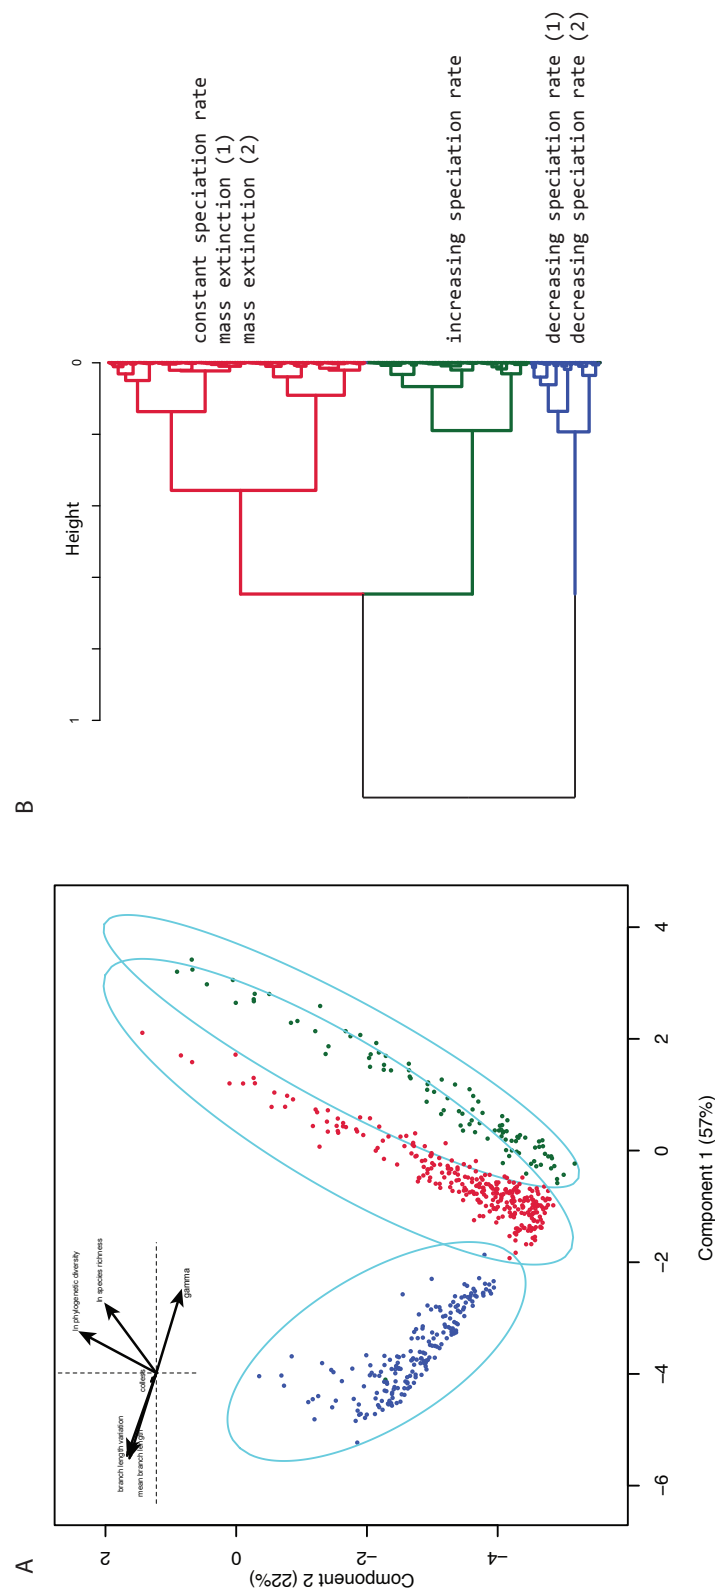 A
2
0
−2
−4
Component 2 (22%)
−6
−4
−2
0
2
4
Component 1 (57%)
ln phylogenetic diversity
ln species richness
gamma
colless
branch length variation
mean branch length
B
Height
1
0
constant speciation rate
mass extinction (1)
mass extinction (2)
increasing speciation rate
decreasing speciation rate (1)
decreasing speciation rate (2)